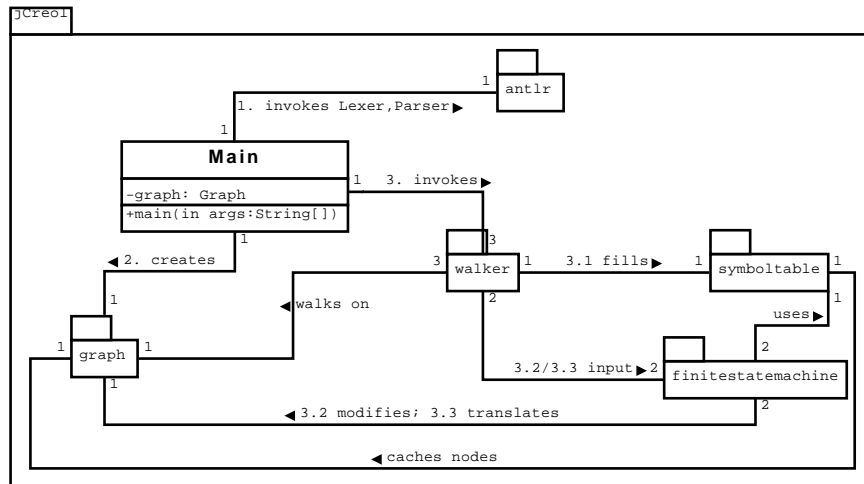 jCreol
1
antlr
1. invokes Lexer,Parser
1
Main
-graph: Graph
+main(in args:String[])
1
3. invokes
1
2. creates
3
3
walker
1
3.1 fills
1
symboltable
1
2
1
walks on
uses
1
1
graph
1
2
3.2/3.3 input
2
finitestatemachine
1
2
3.2 modifies; 3.3 translates
caches nodes